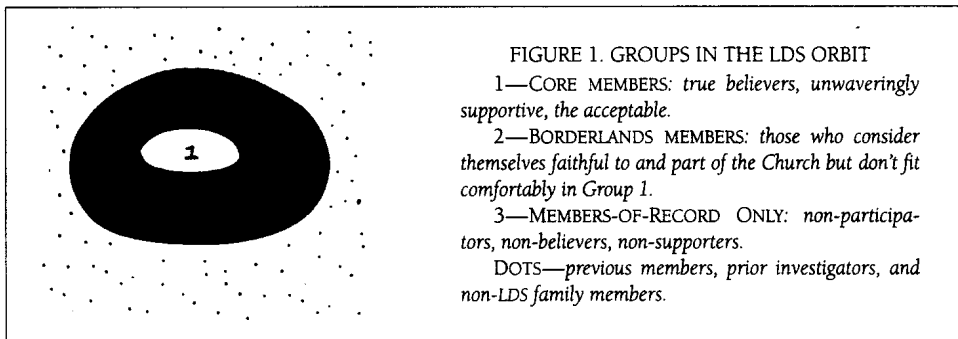 1
FIGURE 1. GROUPS IN THE LDS ORBIT
1—CORE MEMBERS: true believers, unwaveringly
supportive, the acceptable.
2—BORDERLANDS MEMBERS: those who consider
themselves faithful to and part of the Church but don't fit
comfortably in Group 1.
3—MEMBERS-OF-RECORD ONLY: non-participa-
tors, non-believers, non-supporters.
DOTS—previous members, prior investigators, and
non-LDS family members.